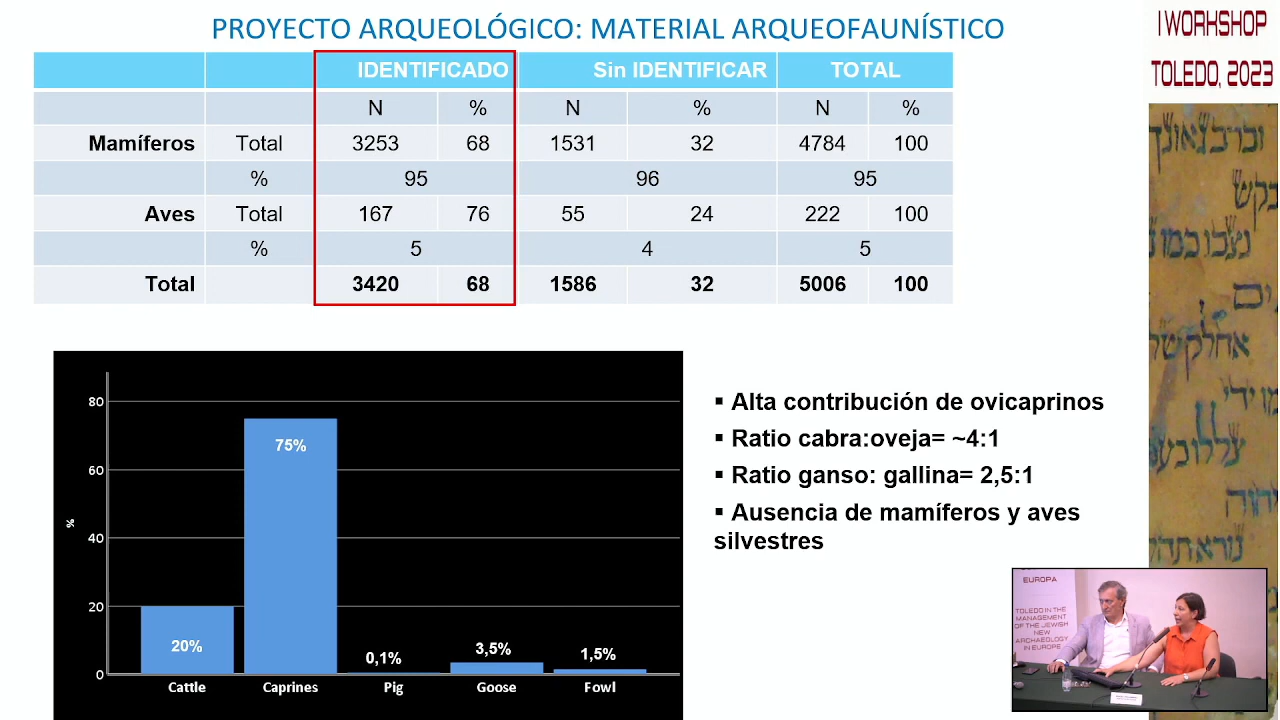 PROYECTO ARQUEOLÓGICO: MATERIAL ARQUEOFAUNÍSTICO
I WORKSHOP
TOLEDO, 2023
IDENTIFICADO Sin IDENTIFICAR TOTAL
N % N % N %
Mamíferos Total 3253 68 1531 32 4784 100
% 95 96 95
Aves Total 167 76 55 24 222 100
% 5 4 5
Total 3420 68 1586 32 5006 100
▪ Alta contribución de ovicaprinos
▪ Ratio cabra:oveja= ~4:1
▪ Ratio ganso: gallina= 2,5:1
▪ Ausencia de mamíferos y aves
silvestres
%
80
60
40
20
0
20%
75%
0,1%
3,5%
1,5%
Cattle Caprines Pig Goose Fowl
EUROPA
TOLEDO IN THE
MANAGEMENT
OF THE JEWISH
NEW
ARCHAEOLOGY
IN EUROPE